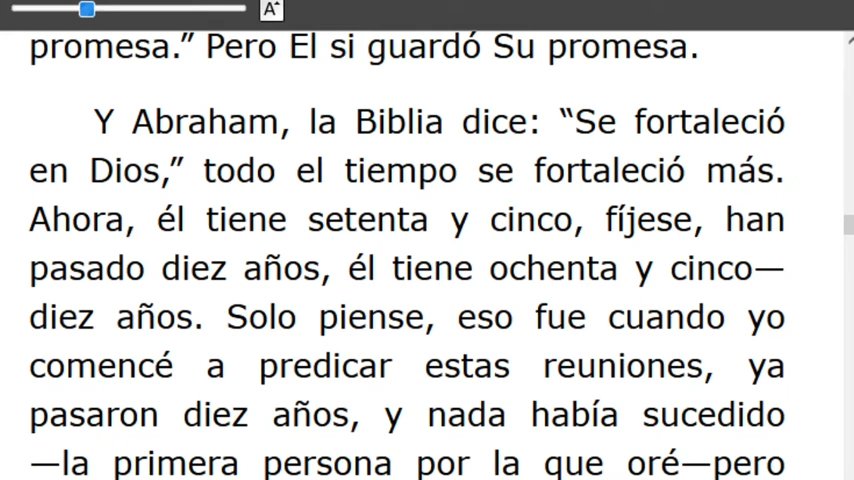 A
promesa.” Pero El si guardó Su promesa.
Y Abraham, la Biblia dice: “Se fortaleció
en Dios,” todo el tiempo se fortaleció más.
Ahora, él tiene setenta y cinco, fíjese, han
pasado diez años, él tiene ochenta y cinco—
diez años. Solo piense, eso fue cuando yo
comencé a predicar estas reuniones, ya
pasaron diez años, y nada había sucedido
—la primera persona por la que oré—pero